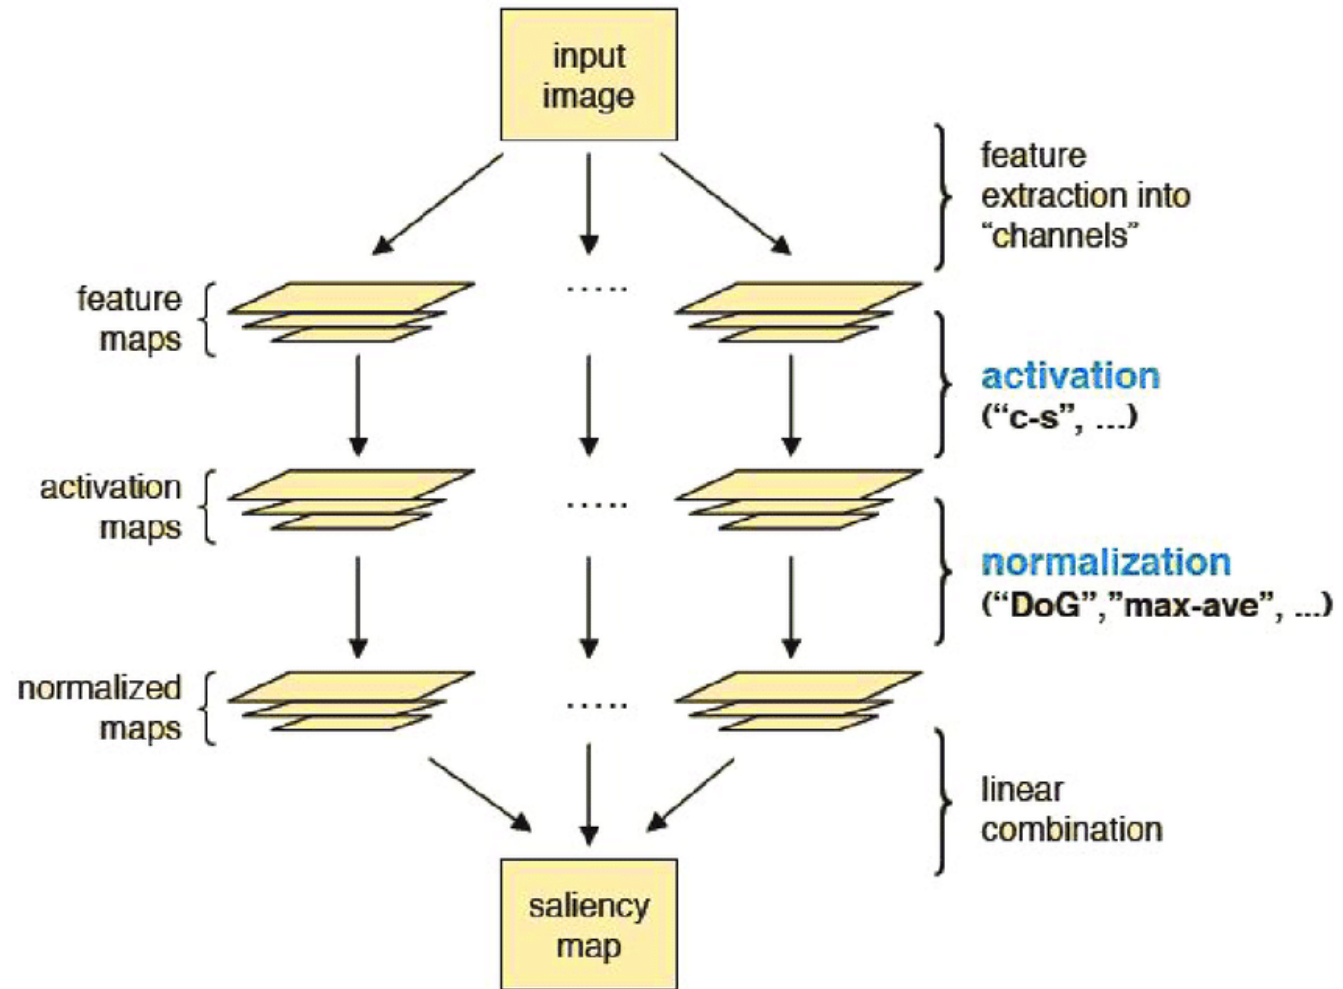 input
image
feature
extraction into
“channels”
feature
maps
activation
(“c-s”, ...)
activation
maps
normalization
(“DoG”,”max-ave”, ...)
normalized
maps
linear
combination
saliency
map